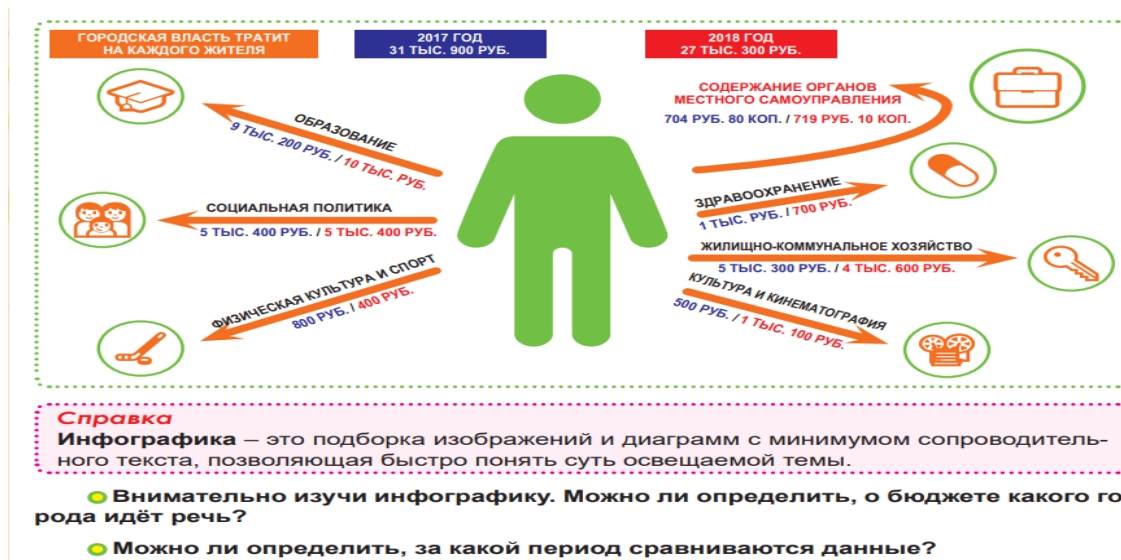 ГОРОДСКАЯ ВЛАСТЬ ТРАТИТ
НА КАЖДОГО ЖИТЕЛЯ
2017 ГОД
31 ТЫС. 900 РУБ.
2018 ГОД
27 ТЫС. 300 РУБ.
ОБРАЗОВАНИЕ
9 ТЫС. 200 РУБ. / 10 ТЫС. РУБ.
СОЦИАЛЬНАЯ ПОЛИТИКА
5 ТЫС. 400 РУБ. / 5 ТЫС. 400 РУБ.
ФИЗИЧЕСКАЯ КУЛЬТУРА И СПОРТ
800 РУБ. / 400 РУБ.
СОДЕРЖАНИЕ ОРГАНОВ
МЕСТНОГО САМОУПРАВЛЕНИЯ
704 РУБ. 80 КОП. / 719 РУБ. 10 КОП.
ЗДРАВООХРАНЕНИЕ
1 ТЫС. РУБ. / 700 РУБ.
ЖИЛИЩНО-КОММУНАЛЬНОЕ ХОЗЯЙСТВО
5 ТЫС. 300 РУБ. / 4 ТЫС. 600 РУБ.
КУЛЬТУРА И КИНЕМАТОГРАФИЯ
500 РУБ. / 1 ТЫС. 100 РУБ.
Справка
Инфографика – это подборка изображений и диаграмм с минимумом сопроводитель-
ного текста, позволяющая быстро понять суть освещаемой темы.
Внимательно изучи инфографику. Можно ли определить, о бюджете какого го
рода идёт речь?
Можно ли определить, за какой период сравниваются данные?